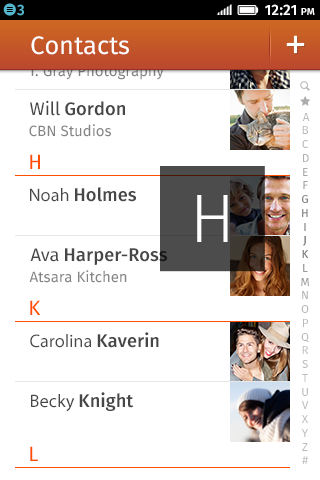 3
12:21 PM
Contacts
+
T. Gray Photography
Will Gordon
CBN Studios
H
Noah Holmes
H
Ava Harper-Ross
Atsara Kitchen
K
Carolina Kaverin
Becky Knight
L
A
B
C
D
E
F
G
H
I
J
K
L
M
N
O
P
Q
R
S
T
U
V
W
X
Y
Z
#